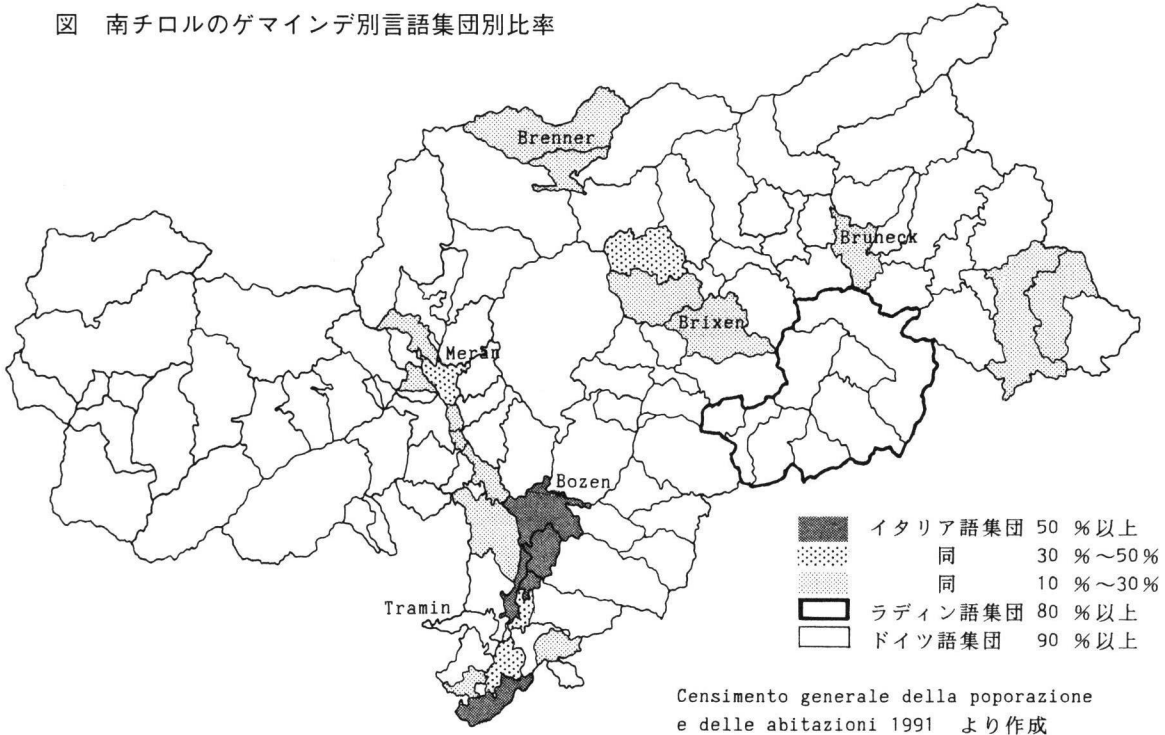 図 南チロルのゲマインデ別言語集団別比率
Brenner
Bruneck
Brixen
Meran
Bozen
Tramin
イタリア語集団 50 %以上
同 30 %～50%
同 10 %～30%
ラディン語集団 80 %以上
ドイツ語集団 90 %以上
Censimento generale della poporazione
e delle abitazioni 1991 より作成